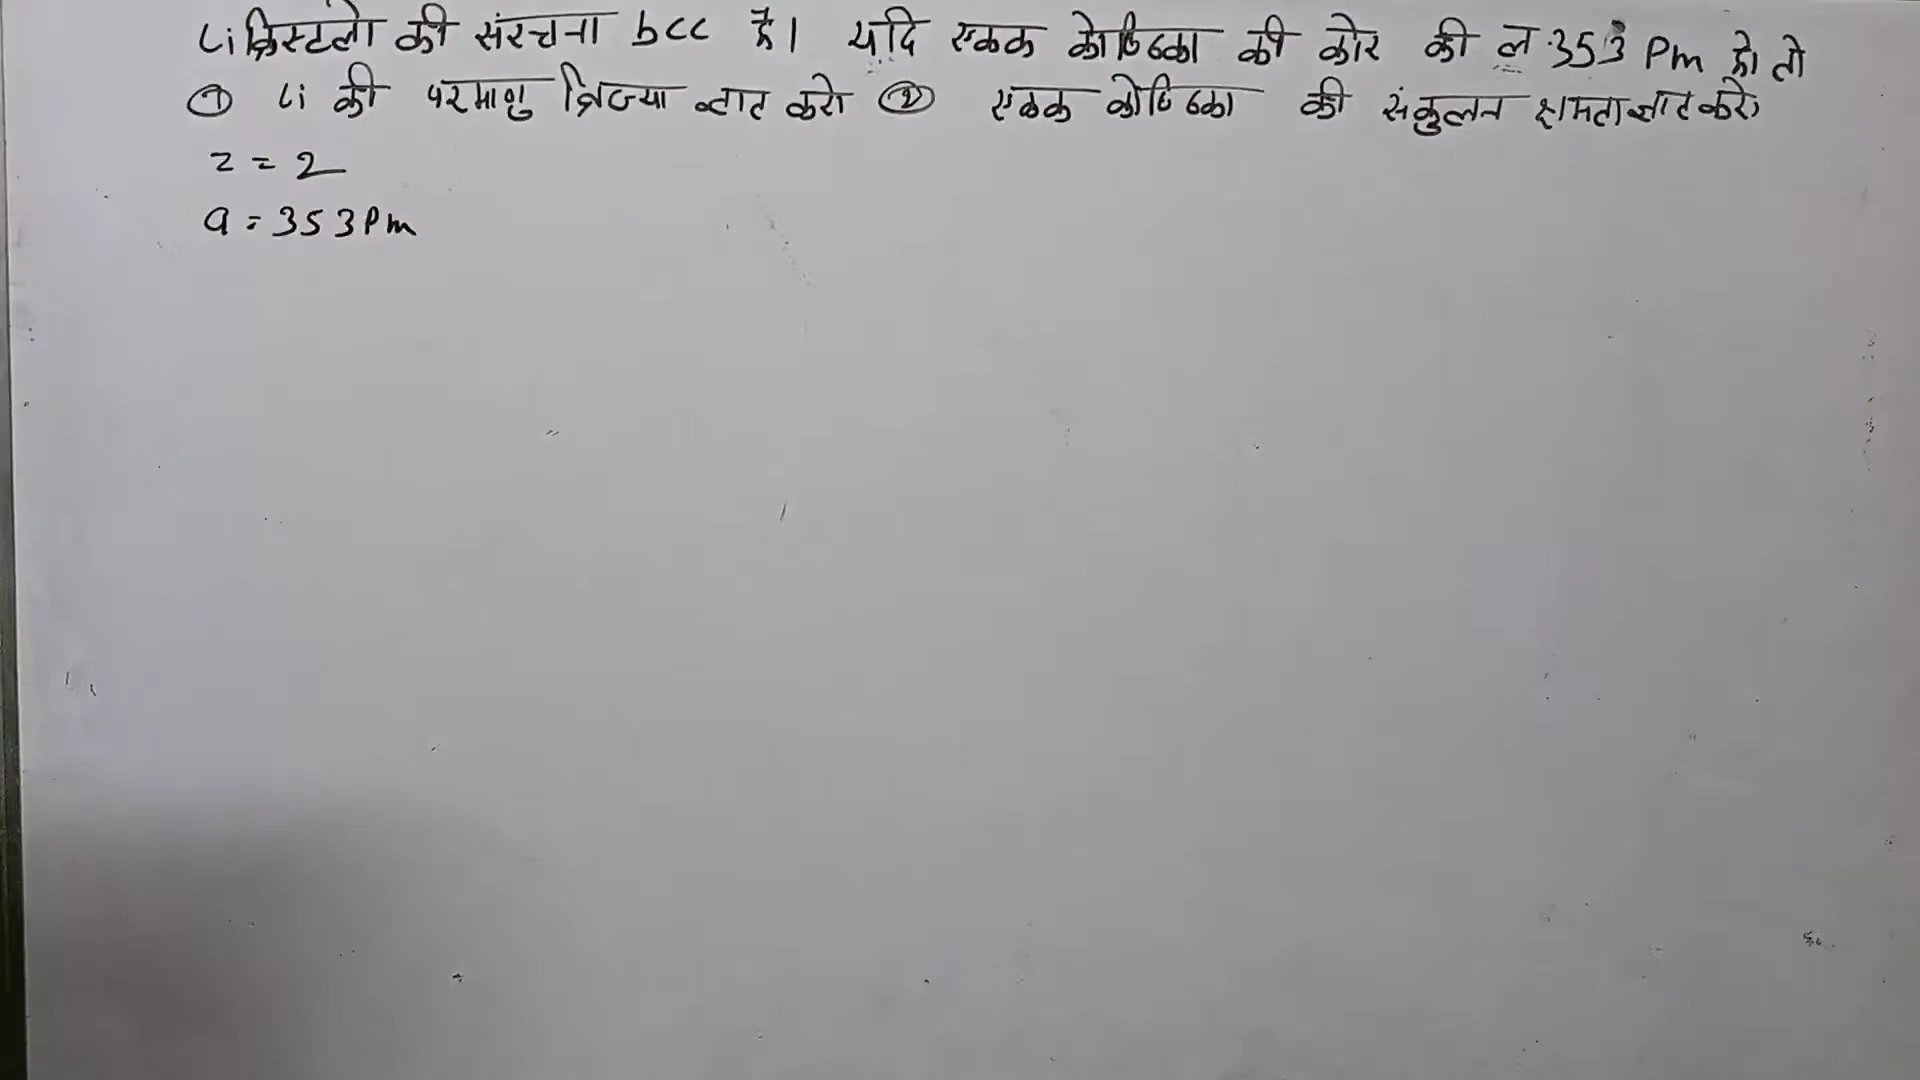 Li क्रिस्टलो की संरचना bcc है। यदि एकक कोष्ठिका की कोर की ल. 353 Pm है। तो
① Li की परमाणु त्रिज्या ज्ञात करो ② एकक कोष्ठिका की संकुलन क्षमता ज्ञात करो
z = 2
a = 353 Pm